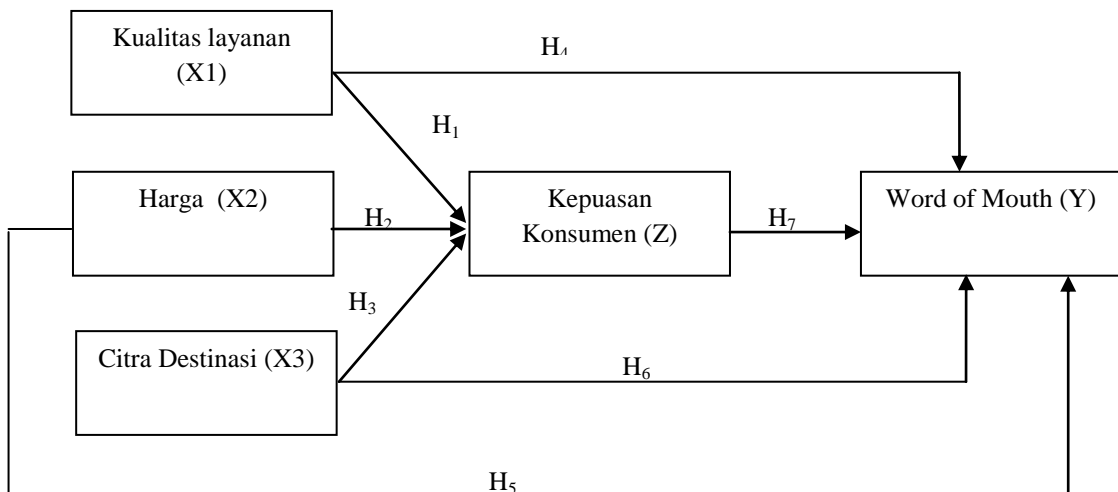 Kualitas layanan
(X1)
H₄
H₁
Harga (X2)
H₂
Kepuasan
Konsumen (Z)
H₇
Word of Mouth (Y)
H₃
Citra Destinasi (X3)
H₆
H₅